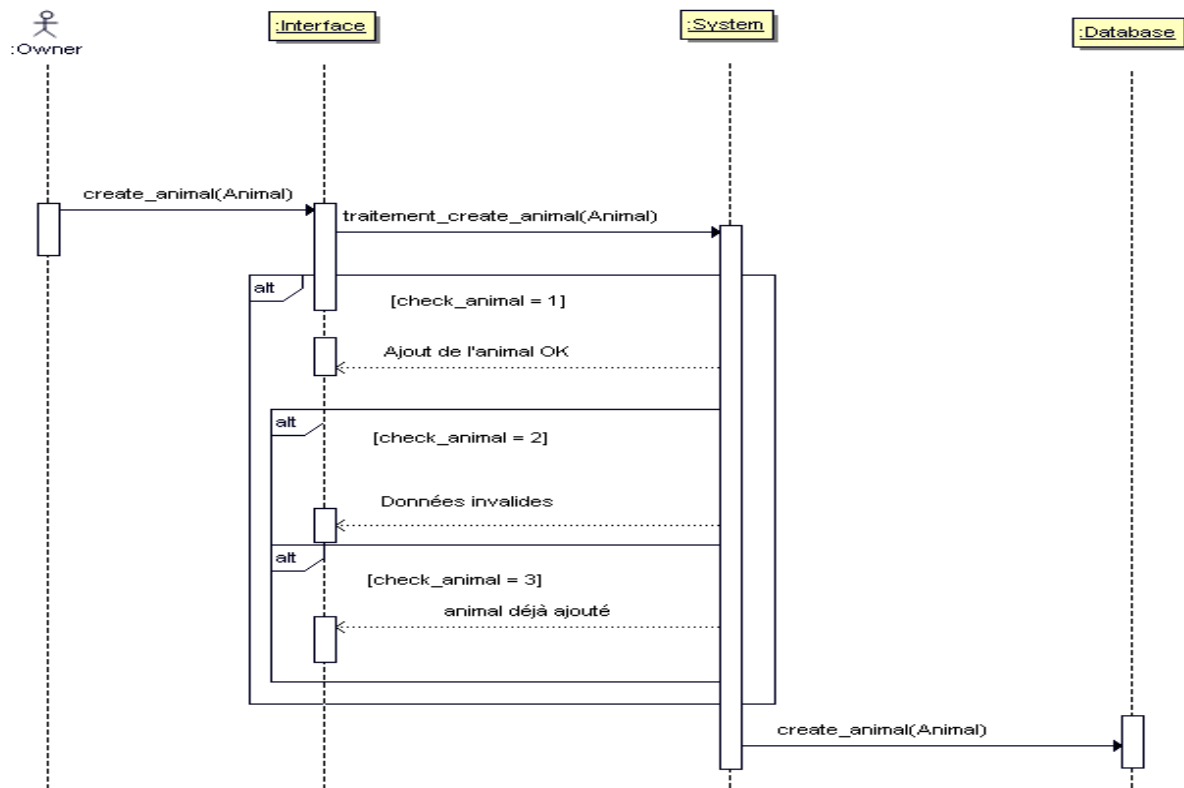 :Owner
:Interface
:System
:Database
create_animal(Animal)
traitement_create_animal(Animal)
alt
[check_animal = 1]
Ajout de l'animal OK
alt
[check_animal = 2]
Données invalides
alt
[check_animal = 3]
animal déjà ajouté
create_animal(Animal)